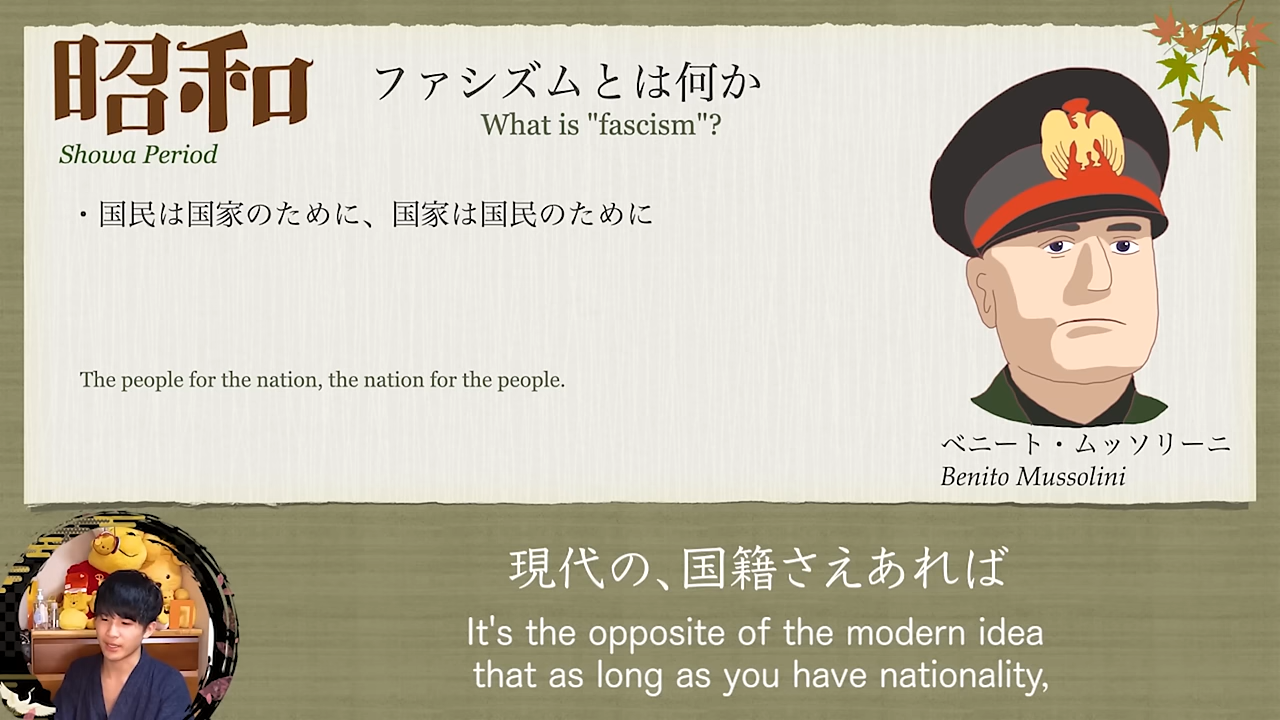 昭和
Showa Period
ファシズムとは何か
What is "fascism"?
・国民は国家のために、国家は国民のために
The people for the nation, the nation for the people.
ベニート・ムッソリーニ
Benito Mussolini
現代の、国籍さえあれば
It's the opposite of the modern idea
that as long as you have nationality,